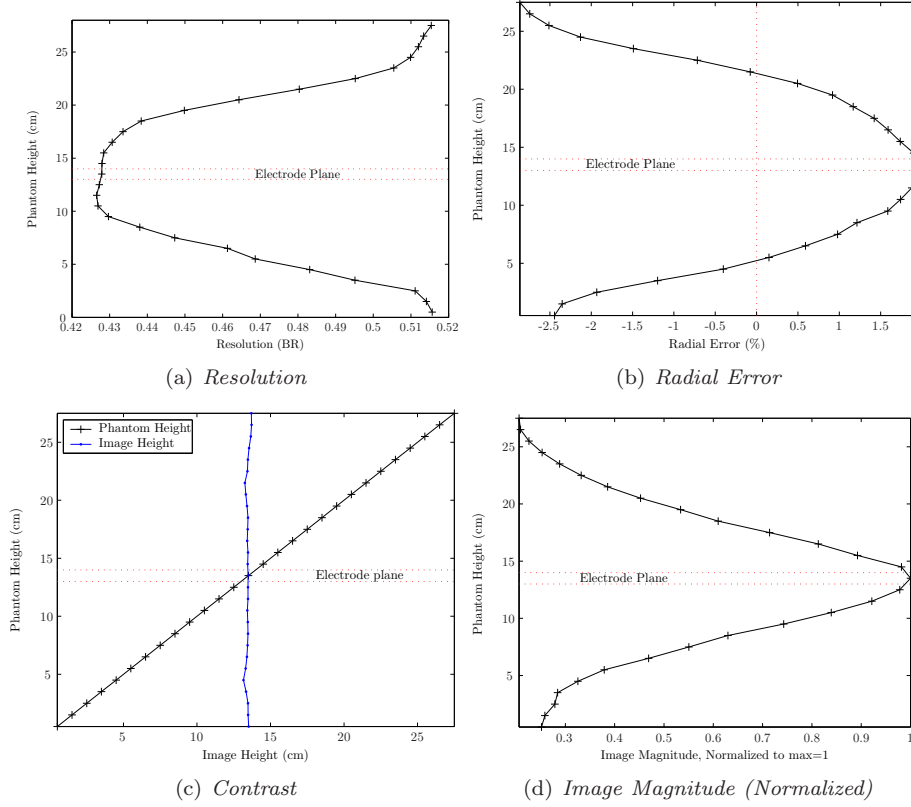 Phantom Height (cm)
25
20
15
10
5
0
Electrode Plane
0.42 0.43 0.44 0.45 0.46 0.47 0.48 0.49 0.5 0.51 0.52
Resolution (BR)
(a) Resolution
Phantom Height (cm)
25
20
15
10
5
Electrode Plane
-2.5 -2 -1.5 -1 -0.5 0 0.5 1 1.5
Radial Error (%)
(b) Radial Error
Phantom Height
Image Height
Phantom Height (cm)
25
20
15
10
5
Electrode plane
5 10 15 20 25
Image Height (cm)
(c) Contrast
Phantom Height (cm)
25
20
15
10
5
Electrode Plane
0.3 0.4 0.5 0.6 0.7 0.8 0.9 1
Image Magnitude, Normalized to max=1
(d) Image Magnitude (Normalized)